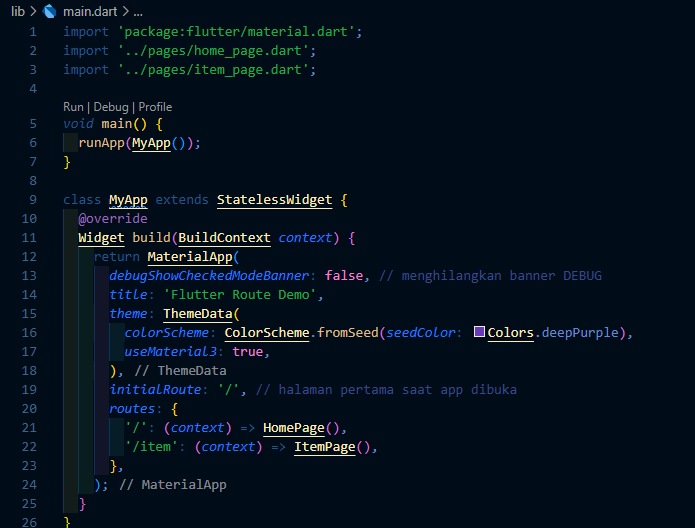 lib > main.dart > ...
1 import 'package:flutter/material.dart';
2 import '../pages/home_page.dart';
3 import '../pages/item_page.dart';
4
Run | Debug | Profile
5 void main() {
6   runApp(MyApp());
7 }
8
9 class MyApp extends StatelessWidget {
10   @override
11   Widget build(BuildContext context) {
12     return MaterialApp(
13       debugShowCheckedModeBanner: false, // menghilangkan banner DEBUG
14       title: 'Flutter Route Demo',
15       theme: ThemeData(
16         colorScheme: ColorScheme.fromSeed(seedColor: Colors.deepPurple),
17         useMaterial3: true,
18       ), // ThemeData
19       initialRoute: '/', // halaman pertama saat app dibuka
20       routes: {
21         '/': (context) => HomePage(),
22         '/item': (context) => ItemPage(),
23       },
24     ); // MaterialApp
25   }
26 }